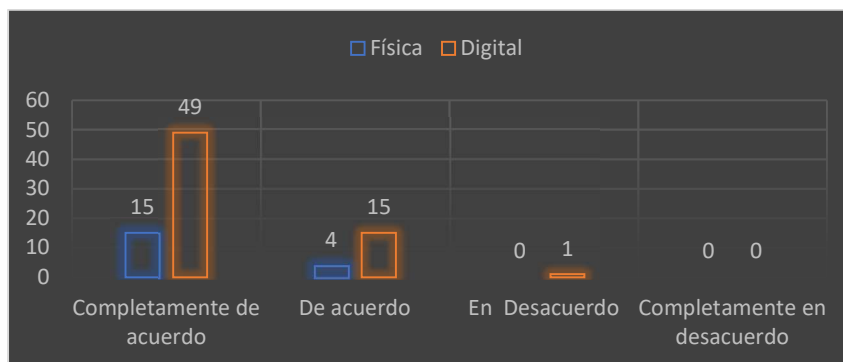 Física Digital
60
50
40
30
20
10
0
49
15
15
4
0
1
0
0
Completamente de
acuerdo
De acuerdo
En Desacuerdo
Completamente en
desacuerdo